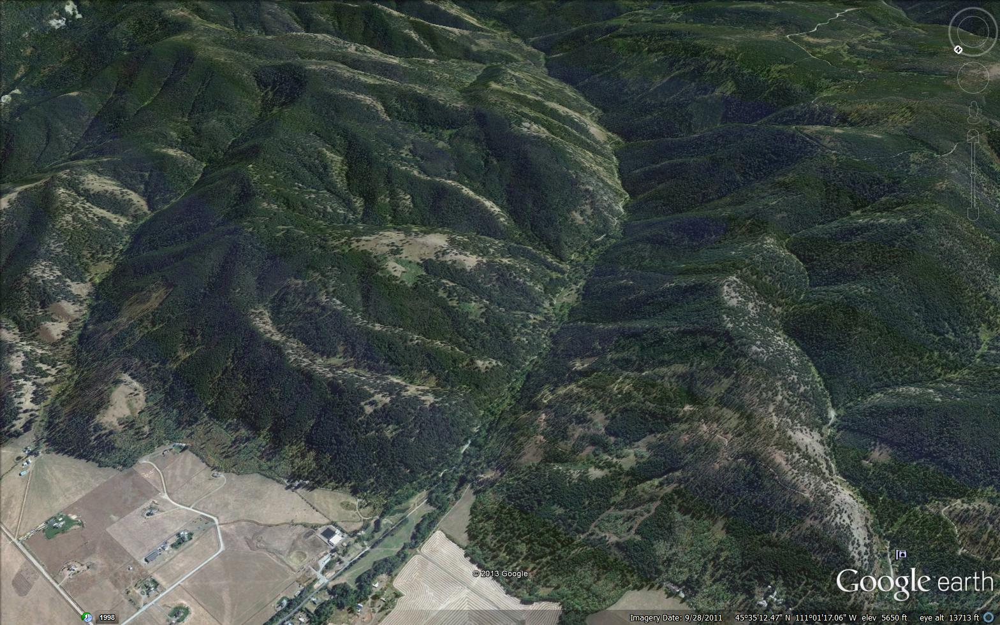 N
© 2013 Google
Google earth
1998
Imagery Date: 9/28/2011 45°35'12.47" N 111°01'17.06" W elev 5650 ft eye alt 13713 ft